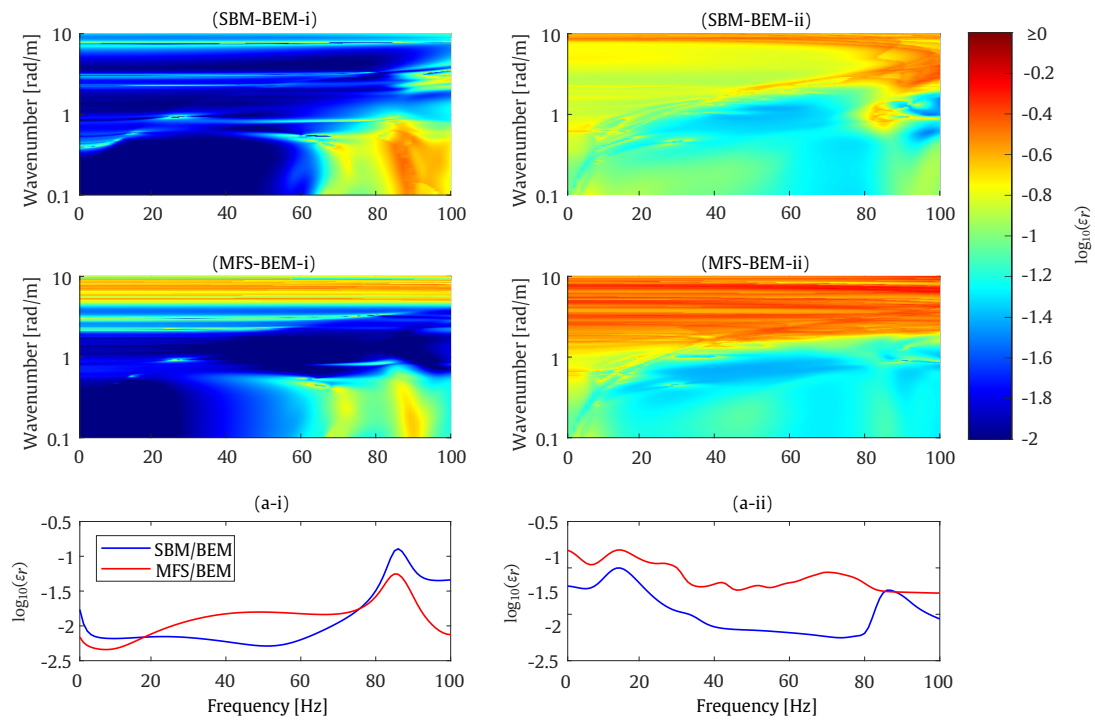 (SBM-BEM-i)
(SBM-BEM-ii)
Wavenumber [rad/m]
10
1
0.1
0 20 40 60 80 100
Wavenumber [rad/m]
10
1
0.1
0 20 40 60 80 100
(MFS-BEM-i)
(MFS-BEM-ii)
Wavenumber [rad/m]
10
1
0.1
0 20 40 60 80 100
Wavenumber [rad/m]
10
1
0.1
0 20 40 60 80 100
≥0
-0.2
-0.4
-0.6
-0.8
-1
-1.2
-1.4
-1.6
-1.8
-2
log₁₀(εr)
(a-i)
(a-ii)
log₁₀(εr)
-0.5
-1
-1.5
-2
-2.5
SBM/BEM
MFS/BEM
0 20 40 60 80 100
Frequency [Hz]
log₁₀(εr)
-0.5
-1
-1.5
-2
-2.5
0 20 40 60 80 100
Frequency [Hz]